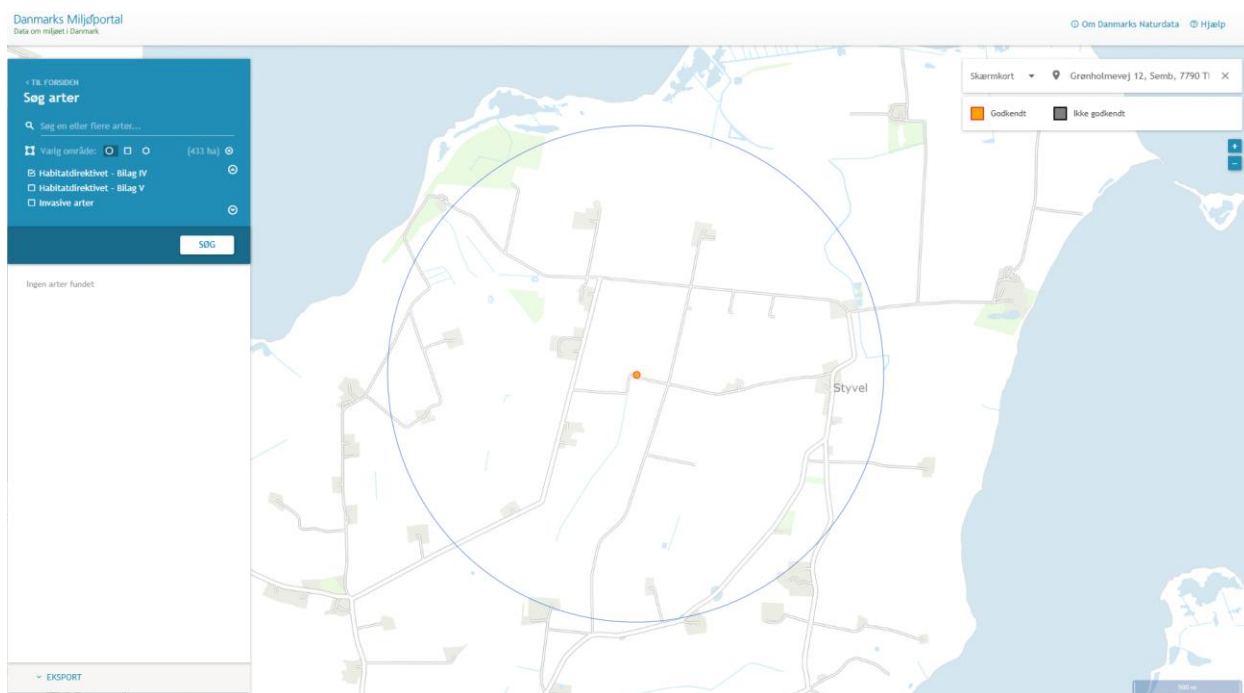 Danmarks Miljøportal
Data om miljøet i Danmark
Om Danmarks Naturdata Hjælp
< TIL FORSIDEN
Søg arter
Søg en eller flere arter...
Vælg område: (433 ha)
Habitatdirektivet - Bilag IV
Habitatdirektivet - Bilag V
Invasive arter
SØG
Ingen arter fundet
EKSPORT
Skærmkort Grønholmevej 12, Semb, 7790 Tl
Godkendt Ikke godkendt
+
−
Styvel
500 m